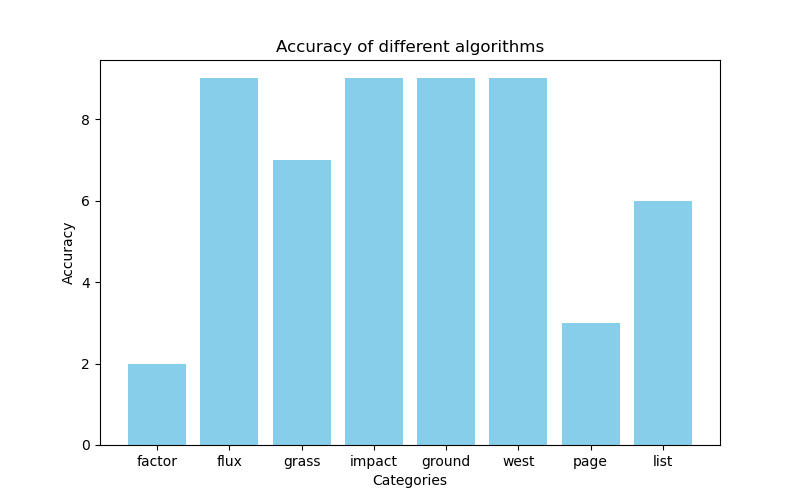 Accuracy of different algorithms
Accuracy
8
6
4
2
0
factor flux grass impact ground west page list
Categories